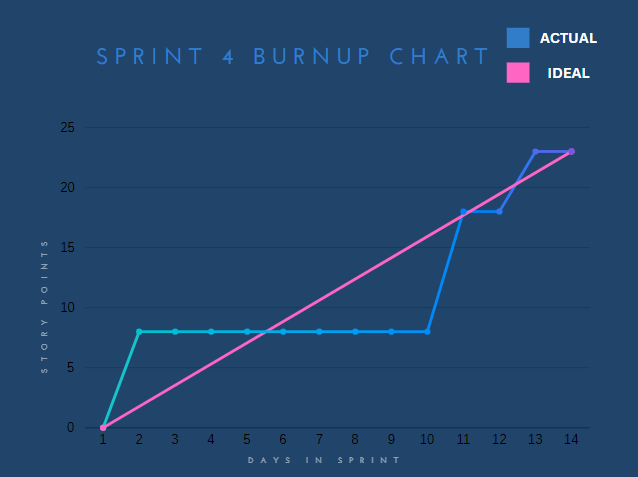 SPRINT 4 BURNUP CHART
ACTUAL
IDEAL
25
20
15
10
5
0
STORY POINTS
1 2 3 4 5 6 7 8 9 10 11 12 13 14
DAYS IN SPRINT